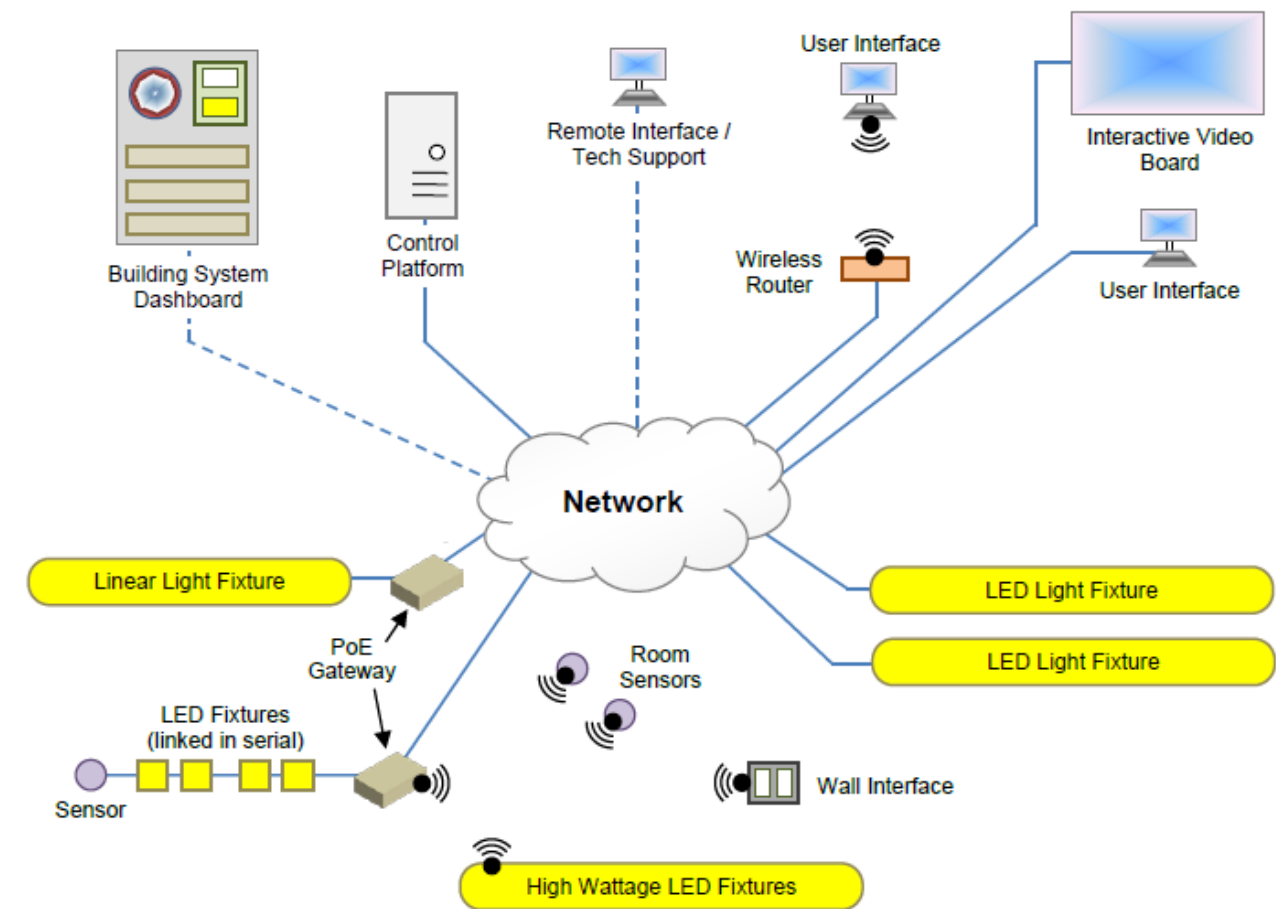 User Interface
Remote Interface /
Tech Support
Interactive Video
Board
Control
Platform
Building System
Dashboard
Wireless
Router
User Interface
Network
Linear Light Fixture
LED Light Fixture
PoE
Gateway
Room
Sensors
LED Light Fixture
LED Fixtures
(linked in serial)
Sensor
Wall Interface
High Wattage LED Fixtures